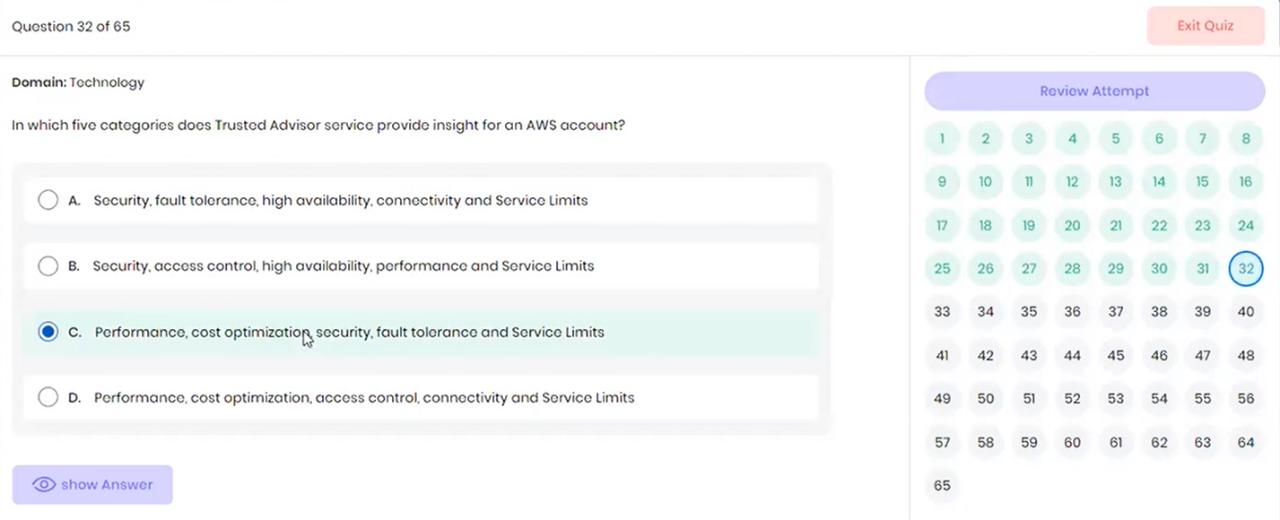 Question 32 of 65
Exit Quiz
Domain: Technology
In which five categories does Trusted Advisor service provide insight for an AWS account?
A. Security, fault tolerance, high availability, connectivity and Service Limits
B. Security, access control, high availability, performance and Service Limits
C. Performance, cost optimization, security, fault tolerance and Service Limits
D. Performance, cost optimization, access control, connectivity and Service Limits
show Answer
Review Attempt
1 2 3 4 5 6 7 8
9 10 11 12 13 14 15 16
17 18 19 20 21 22 23 24
25 26 27 28 29 30 31 32
33 34 35 36 37 38 39 40
41 42 43 44 45 46 47 48
49 50 51 52 53 54 55 56
57 58 59 60 61 62 63 64
65